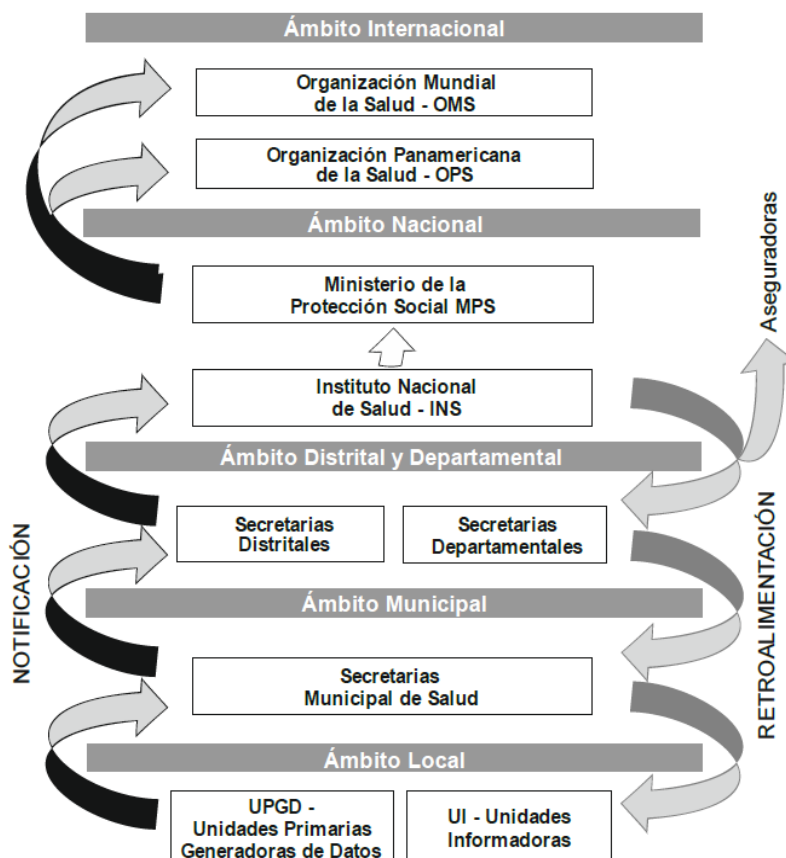 Ámbito Internacional
Organización Mundial
de la Salud - OMS
Organización Panamericana
de la Salud - OPS
Ámbito Nacional
Ministerio de la
Protección Social MPS
Aseguradoras
Instituto Nacional
de Salud - INS
Ámbito Distrital y Departamental
Secretarias
Distritales
Secretarias
Departamentales
NOTIFICACIÓN
RETROALIMENTACIÓN
Ámbito Municipal
Secretarias
Municipal de Salud
Ámbito Local
UPGD -
Unidades Primarias
Generadoras de Datos
UI - Unidades
Informadoras